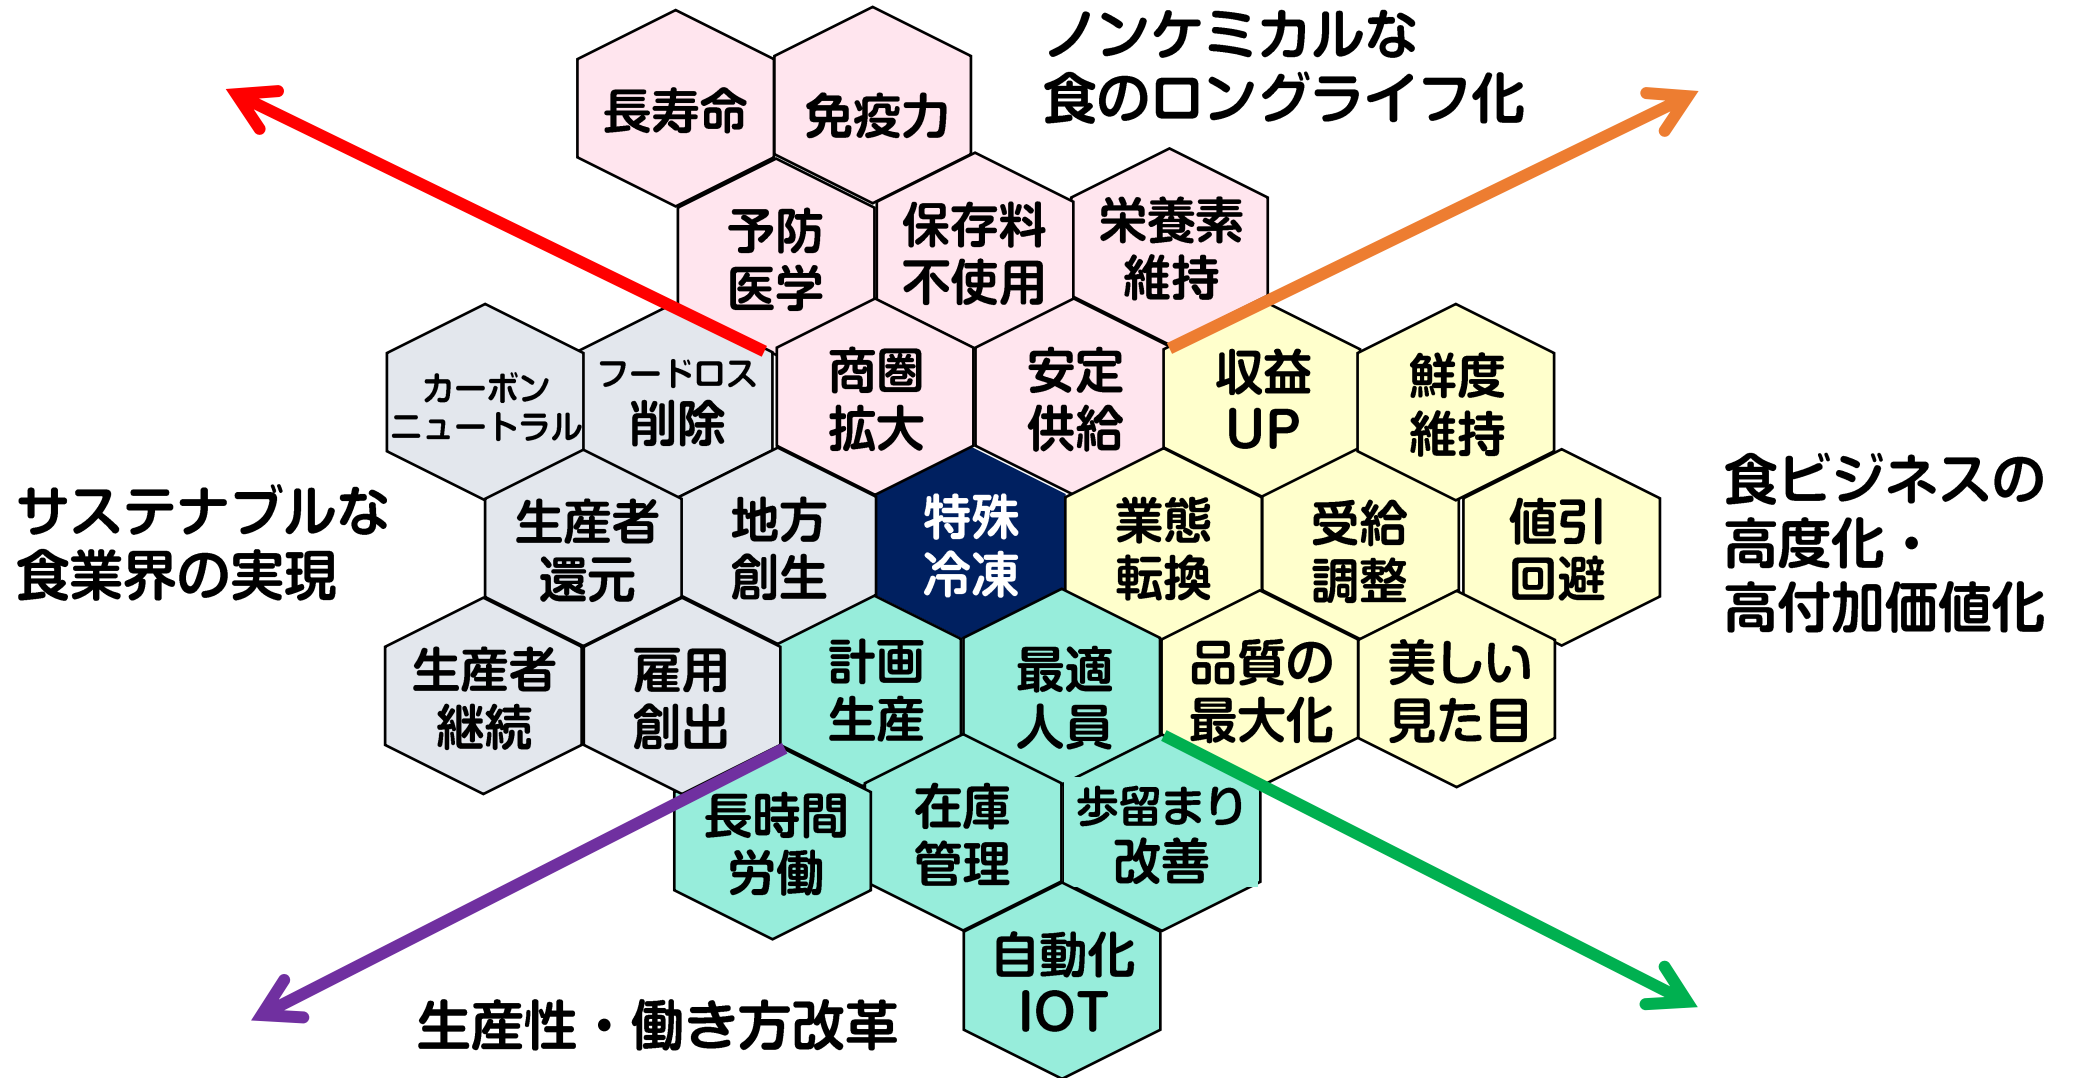 ノンケミカルな
食のロングライフ化
長寿命
免疫力
予防
医学
保存料
不使用
栄養素
維持
商圏
拡大
安定
供給
カーボン
ニュートラル
フードロス
削除
収益
UP
鮮度
維持
サステナブルな
食業界の実現
生産者
還元
地方
創生
特殊
冷凍
業態
転換
受給
調整
値引
回避
食ビジネスの
高度化・
高付加価値化
生産者
継続
雇用
創出
計画
生産
最適
人員
品質の
最大化
美しい
見た目
長時間
労働
在庫
管理
歩留まり
改善
自動化
IOT
生産性・働き方改革